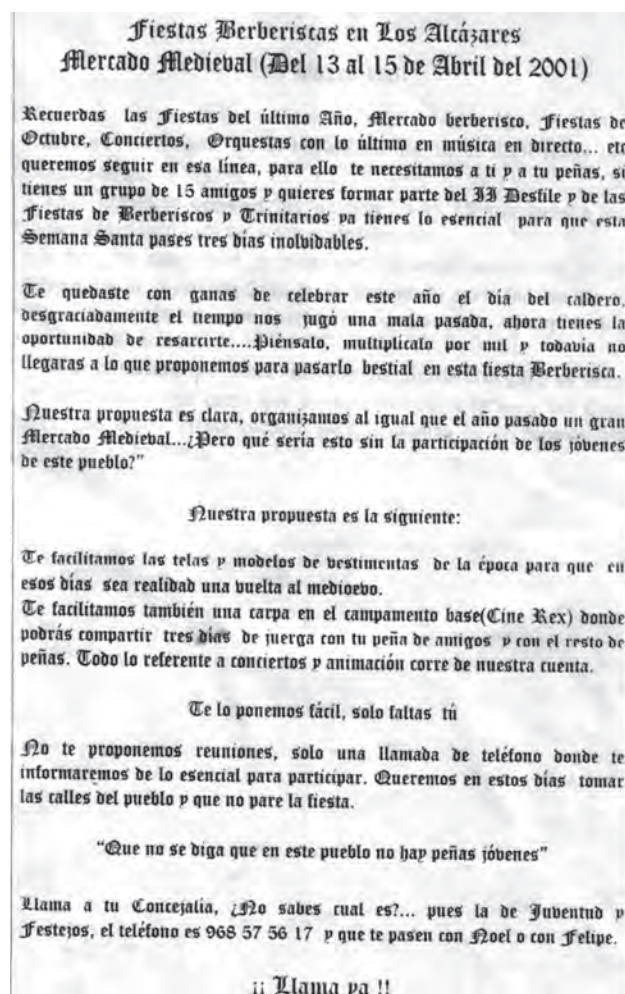 Fiestas Berberiscas en Los Alcázares
Mercado Medieval (Del 13 al 15 de Abril del 2001)
Recuerdas las Fiestas del último Año, Mercado berberisco, Fiestas de
Octubre, Conciertos, Orquestas con lo último en música en directo... etc
queremos seguir en esa línea, para ello te necesitamos a ti y a tu peñas, si
tienes un grupo de 15 amigos y quieres formar parte del II Desfile y de las
Fiestas de Berberiscos y Trinitarios ya tienes lo esencial para que esta
Semana Santa pases tres días inolvidables.
Te quedaste con ganas de celebrar este año el día del caldero,
desgraciadamente el tiempo nos jugó una mala pasada, ahora tienes la
oportunidad de resarcirte....Piénsalo, multiplícalo por mil y todavía no
llegaras a lo que proponemos para pasarlo bestial en esta fiesta Berberisca.
Nuestra propuesta es clara, organizamos al igual que el año pasado un gran
Mercado Medieval...¿Pero qué sería esto sin la participación de los jóvenes
de este pueblo?"
Nuestra propuesta es la siguiente:
Te facilitamos las telas y modelos de vestimentas de la época para que en
esos días sea realidad una vuelta al medioevo.
Te facilitamos también una carpa en el campamento base(Cine Rex) donde
podrás compartir tres días de juerga con tu peña de amigos y con el resto de
peñas. Todo lo referente a conciertos y animación corre de nuestra cuenta.
Te lo ponemos fácil, solo faltas tú
No te proponemos reuniones, solo una llamada de teléfono donde te
informaremos de lo esencial para participar. Queremos en estos días tomar
las calles del pueblo y que no pare la fiesta.
"Que no se diga que en este pueblo no hay peñas jóvenes"
Llama a tu Concejalía, ¿No sabes cual es?... pues la de Juventud y
Festejos, el teléfono es 968 57 56 17 y que te pasen con Noel o con Felipe.
¡¡ Llama ya !!